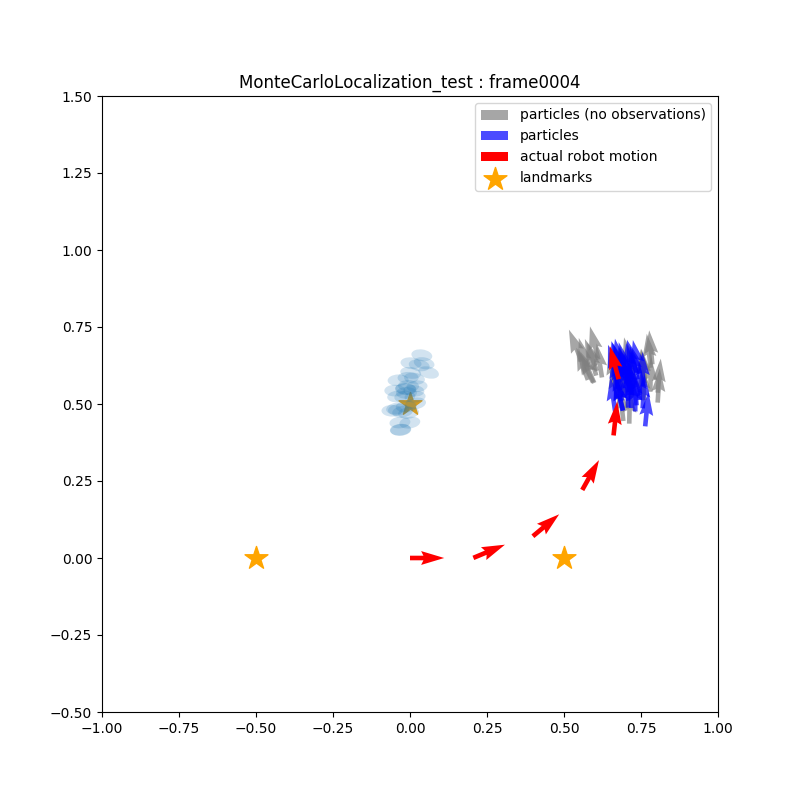 MonteCarloLocalization_test : frame0004
particles (no observations)
particles
actual robot motion
landmarks
1.50
1.25
1.00
0.75
0.50
0.25
0.00
−0.25
−0.50
−1.00 −0.75 −0.50 −0.25 0.00 0.25 0.50 0.75 1.00